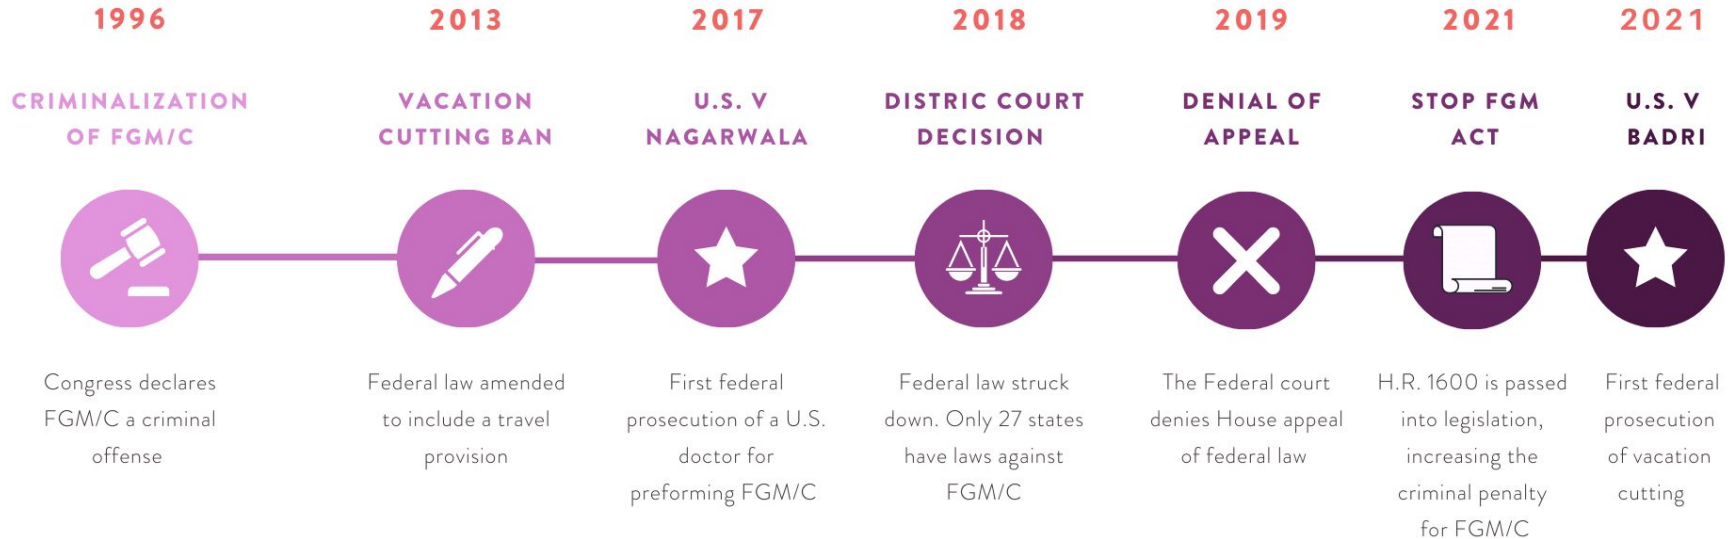 1996
CRIMINALIZATION
OF FGM/C
Congress declares
FGM/C a criminal
offense
2013
VACATION
CUTTING BAN
Federal law amended
to include a travel
provision
2017
U.S. V
NAGARWALA
First federal
prosecution of a U.S.
doctor for
preforming FGM/C
2018
DISTRIC COURT
DECISION
Federal law struck
down. Only 27 states
have laws against
FGM/C
2019
DENIAL OF
APPEAL
The Federal court
denies House appeal
of federal law
2021
STOP FGM
ACT
H.R. 1600 is passed
into legislation,
increasing the
criminal penalty
for FGM/C
2021
U.S. V
BADRI
First federal
prosecution
of vacation
cutting